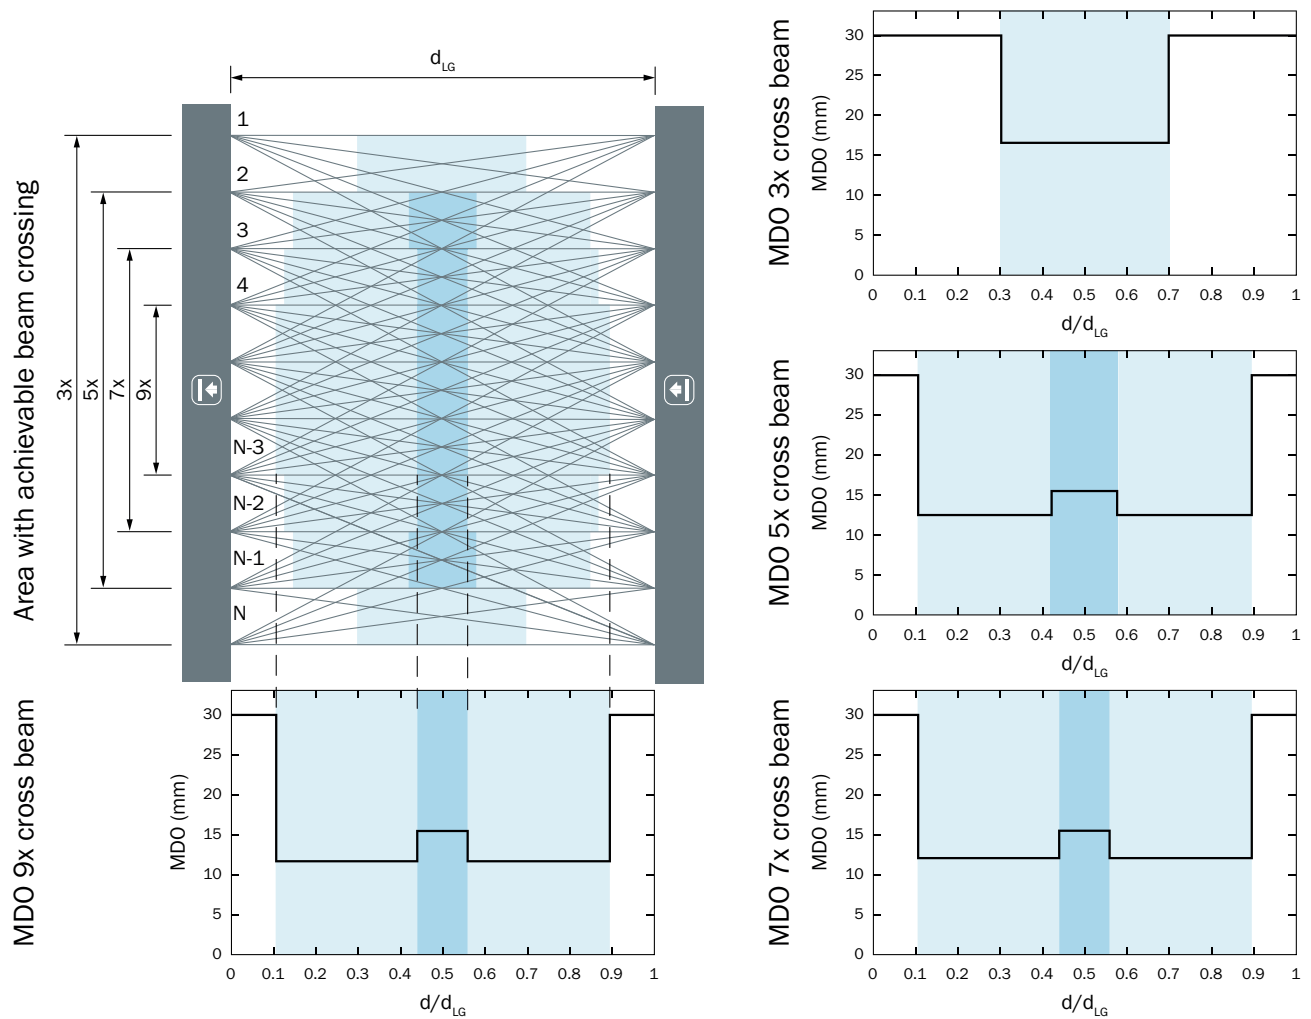 d_LG
Area with achievable beam crossing
3x
5x
7x
9x
1
2
3
4
N-3
N-2
N-1
N
MDO 3x cross beam
MDO (mm)
30
25
20
15
10
5
0
0 0.1 0.2 0.3 0.4 0.5 0.6 0.7 0.8 0.9 1
d/d_LG
MDO 5x cross beam
MDO (mm)
30
25
20
15
10
5
0
0 0.1 0.2 0.3 0.4 0.5 0.6 0.7 0.8 0.9 1
d/d_LG
MDO 9x cross beam
MDO (mm)
30
25
20
15
10
5
0
0 0.1 0.2 0.3 0.4 0.5 0.6 0.7 0.8 0.9 1
d/d_LG
MDO 7x cross beam
MDO (mm)
30
25
20
15
10
5
0
0 0.1 0.2 0.3 0.4 0.5 0.6 0.7 0.8 0.9 1
d/d_LG